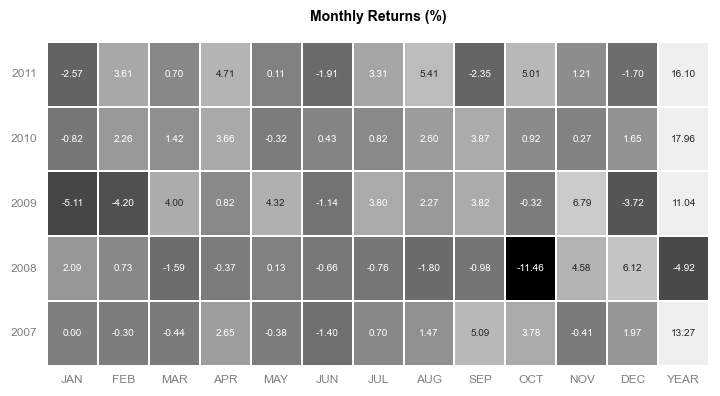 Monthly Returns (%)
2011 -2.57 3.61 0.70 4.71 0.11 -1.91 3.31 5.41 -2.35 5.01 1.21 -1.70 16.10
2010 -0.82 2.26 1.42 3.66 -0.32 0.43 0.82 2.60 3.87 0.92 0.27 1.65 17.96
2009 -5.11 -4.20 4.00 0.82 4.32 -1.14 3.80 2.27 3.82 -0.32 6.79 -3.72 11.04
2008 2.09 0.73 -1.59 -0.37 0.13 -0.66 -0.76 -1.80 -0.98 -11.46 4.58 6.12 -4.92
2007 0.00 -0.30 -0.44 2.65 -0.38 -1.40 0.70 1.47 5.09 3.78 -0.41 1.97 13.27
JAN FEB MAR APR MAY JUN JUL AUG SEP OCT NOV DEC YEAR